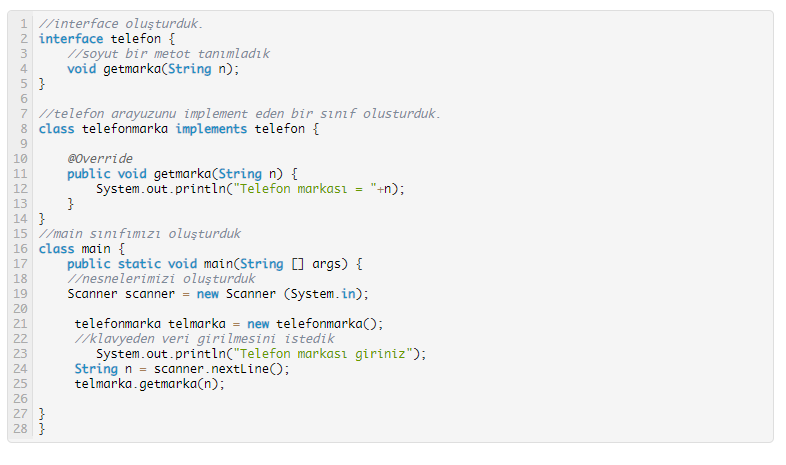 1 //interface oluşturduk.
2 interface telefon {
3     //soyut bir metot tanımladık
4     void getmarka(String n);
5 }
6
7 //telefon arayuzunu implement eden bir sınıf olusturduk.
8 class telefonmarka implements telefon {
9
10     @Override
11     public void getmarka(String n) {
12         System.out.println("Telefon markası = "+n);
13     }
14 }
15 //main sınıfımızı oluşturduk
16 class main {
17     public static void main(String [] args) {
18     //nesnelerimizi oluşturduk
19     Scanner scanner = new Scanner (System.in);
20
21      telefonmarka telmarka = new telefonmarka();
22      //klavyeden veri girilmesini istedik
23         System.out.println("Telefon markası giriniz");
24      String n = scanner.nextLine();
25      telmarka.getmarka(n);
26
27 }
28 }